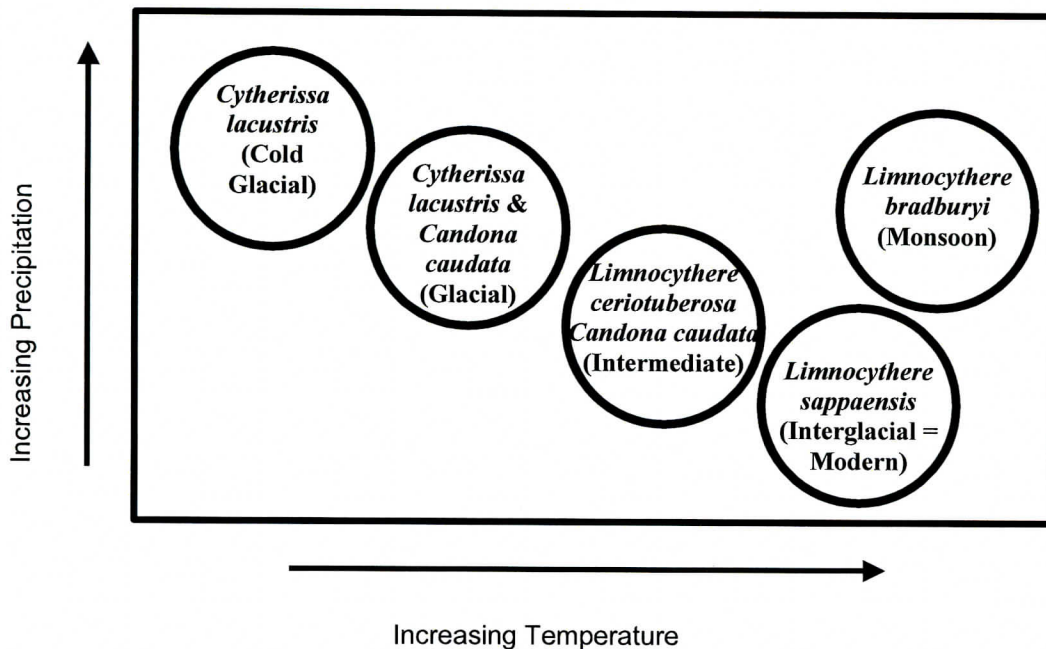 Increasing Precipitation
Cytherissa
lacustris
(Cold
Glacial)
Cytherissa
lacustris &
Candona
caudata
(Glacial)
Limnocythere
ceriotuberosa
Candona caudata
(Intermediate)
Limnocythere
bradburyi
(Monsoon)
Limnocythere
sappaensis
(Interglacial =
Modern)
Increasing Temperature